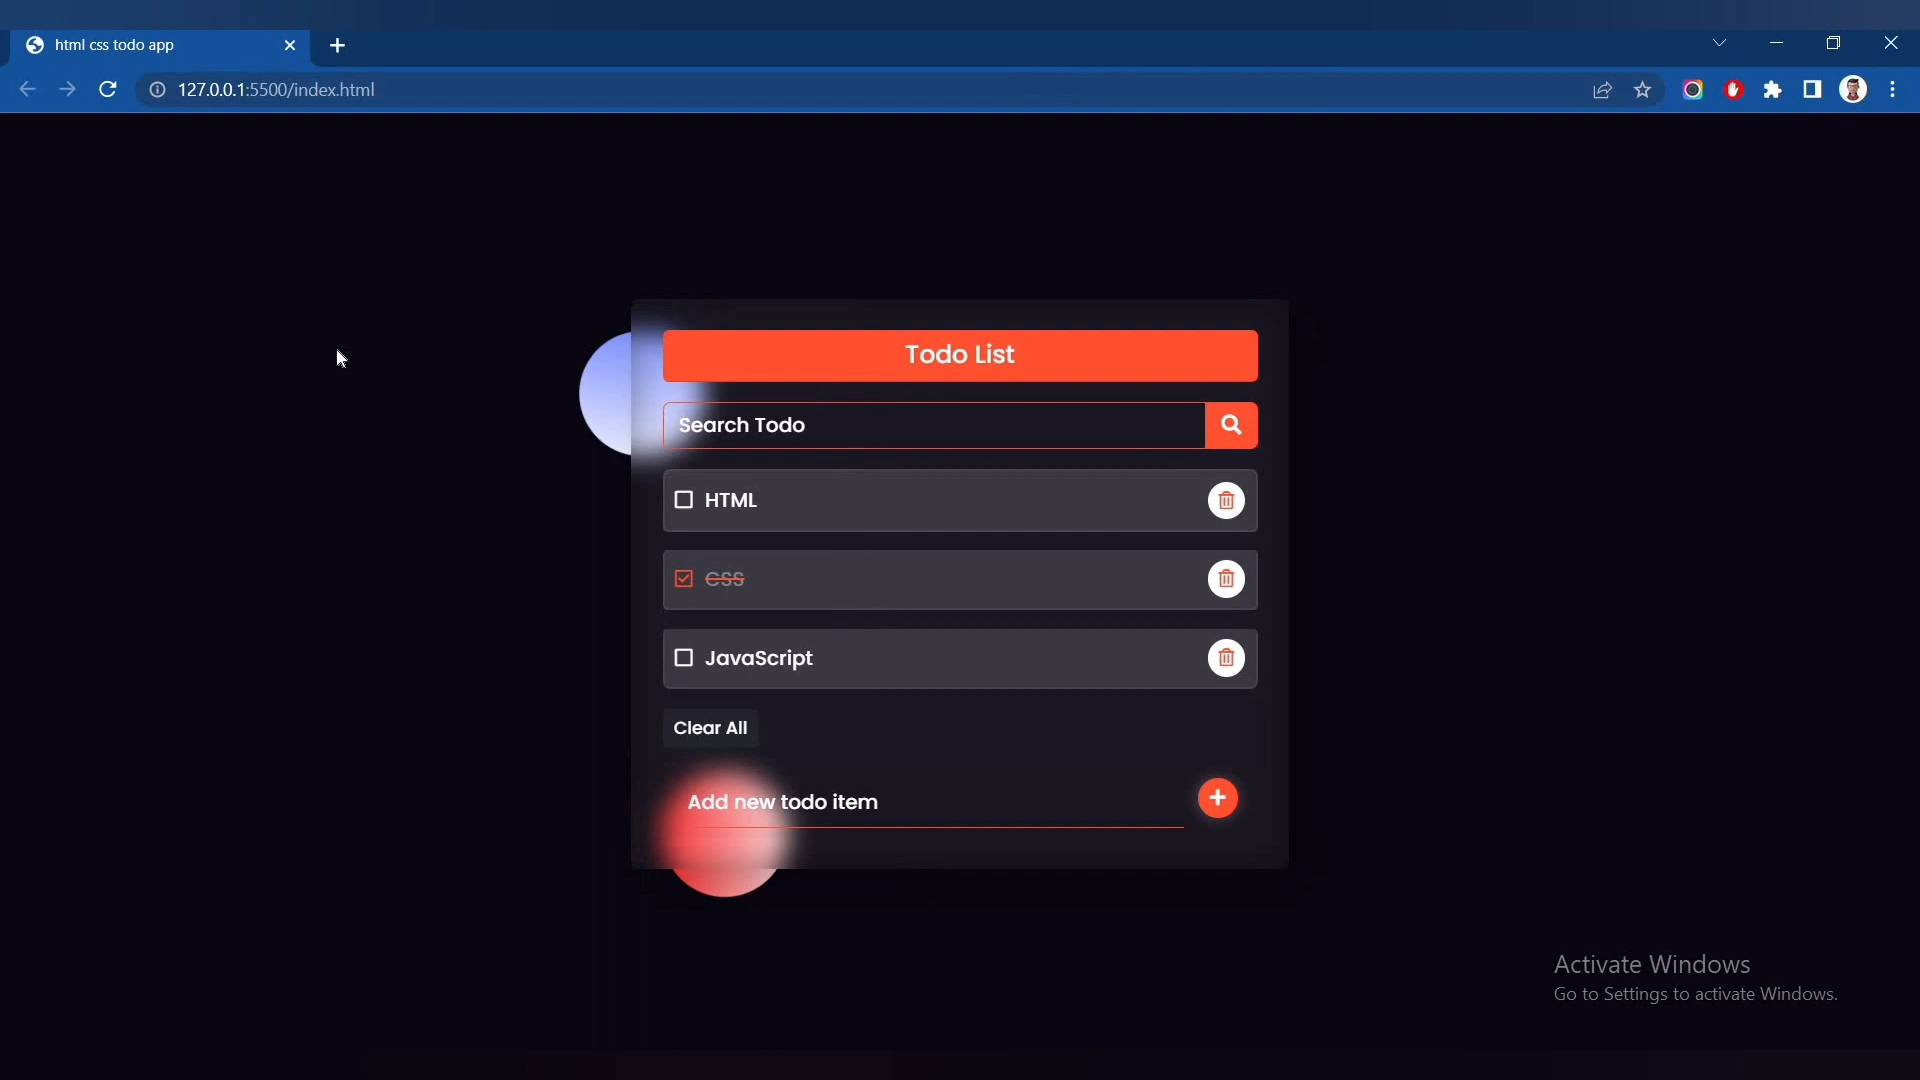 html css todo app
127.0.0.1:5500/index.html
Todo List
Search Todo
HTML
CSS
JavaScript
Clear All
Add new todo item
Activate Windows
Go to Settings to activate Windows.